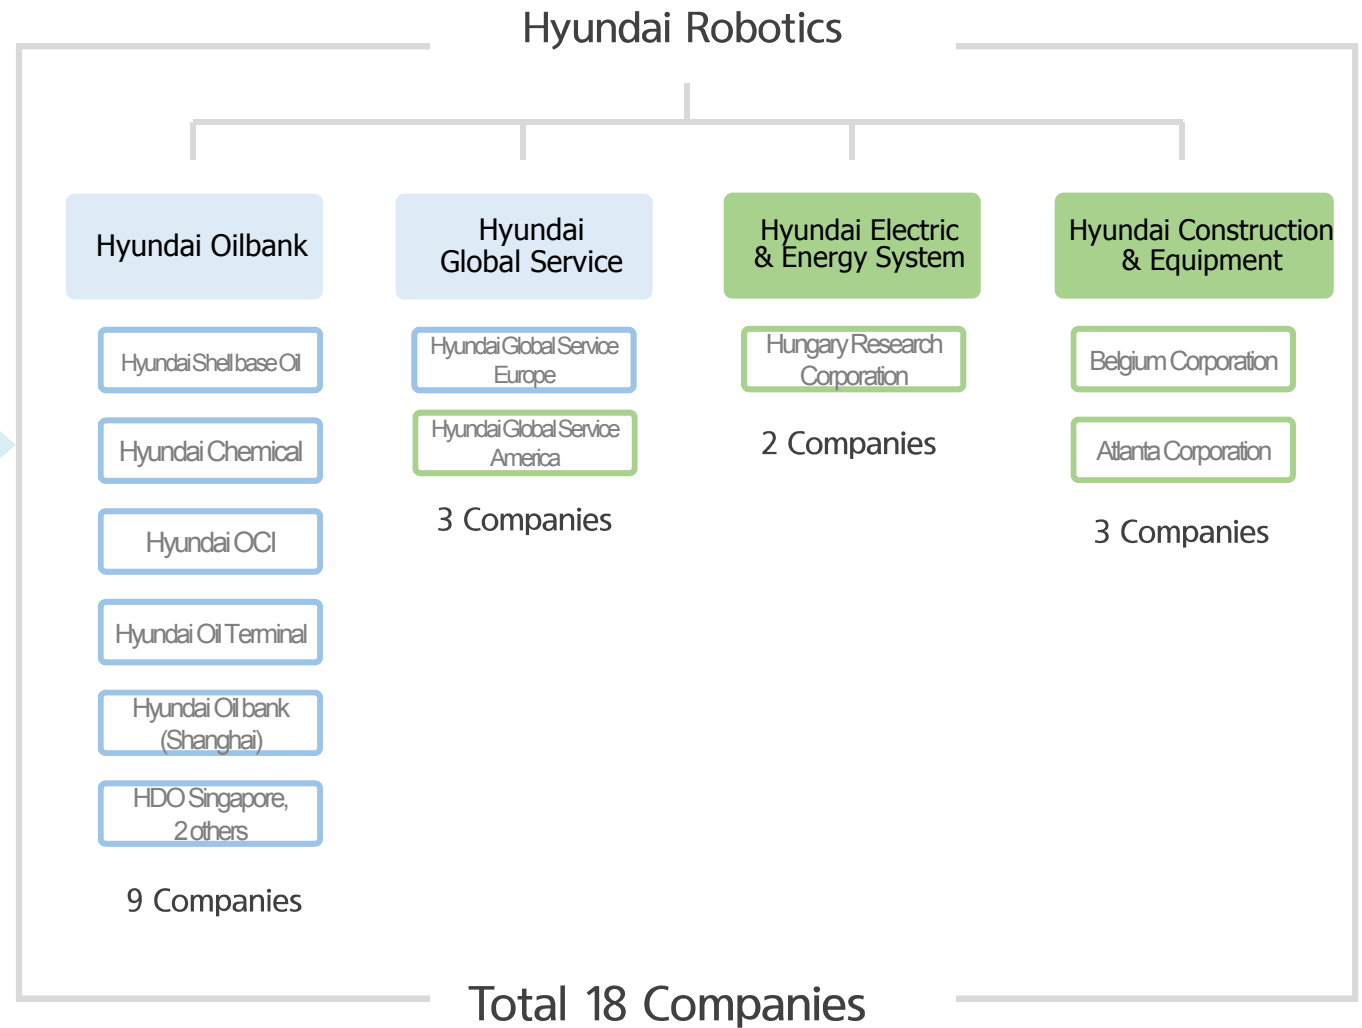 Hyundai Robotics
Hyundai Oilbank
Hyundai Shell base Oil
Hyundai Chemical
Hyundai OCI
Hyundai Oil Terminal
Hyundai Oil bank
(Shanghai)
HDO Singapore,
2 others
9 Companies
Hyundai
Global Service
Hyundai Global Service
Europe
Hyundai Global Service
America
3 Companies
Hyundai Electric
& Energy System
Hungary Research
Corporation
2 Companies
Hyundai Construction
& Equipment
Belgium Corporation
Atlanta Corporation
3 Companies
Total 18 Companies